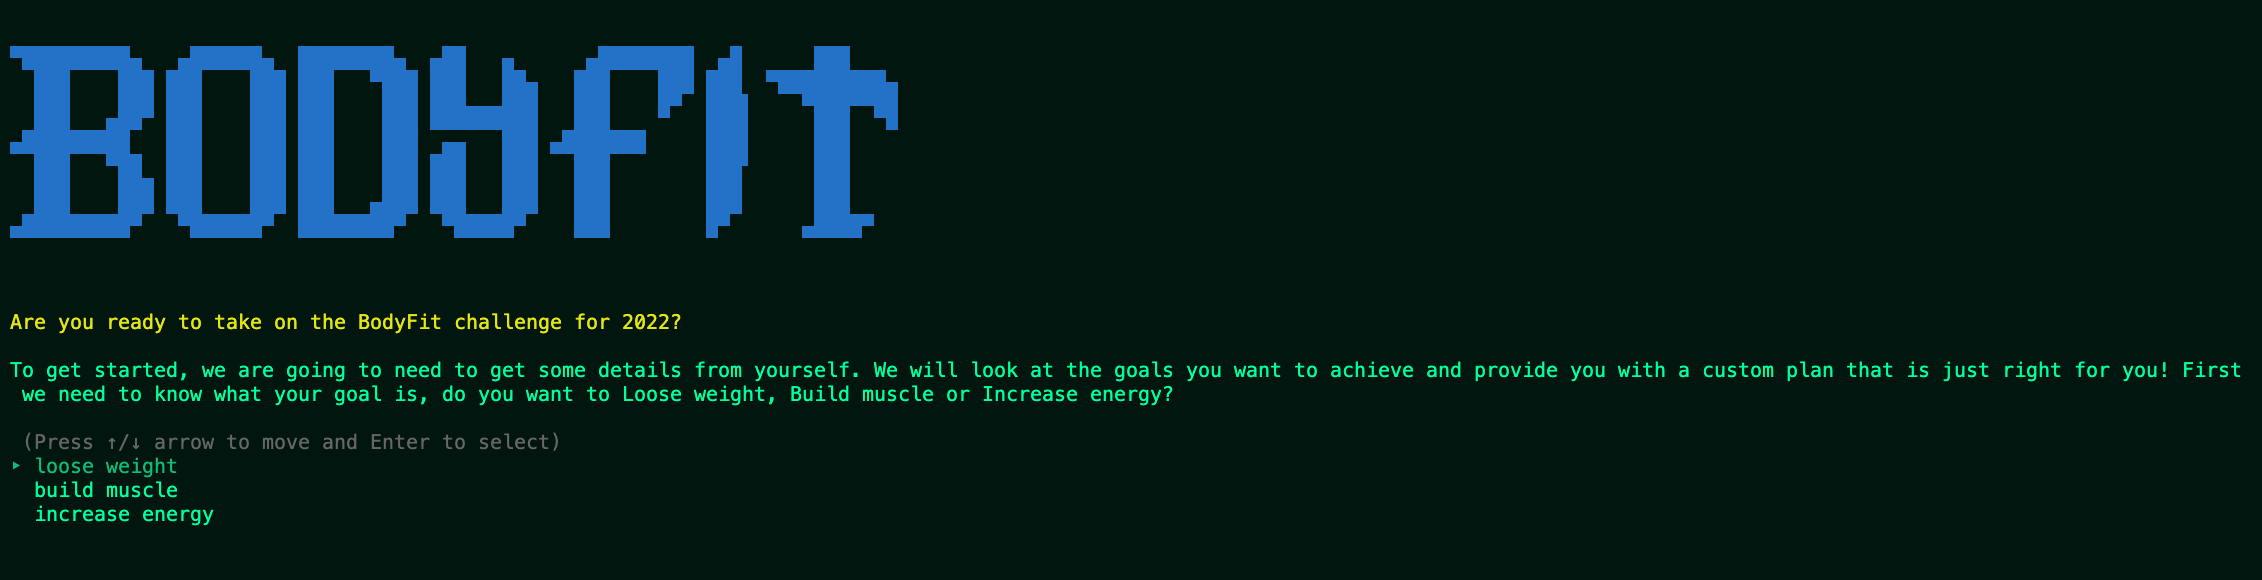 BODYFIT
Are you ready to take on the BodyFit challenge for 2022?
To get started, we are going to need to get some details from yourself. We will look at the goals you want to achieve and provide you with a custom plan that is just right for you! First
we need to know what your goal is, do you want to Loose weight, Build muscle or Increase energy?
(Press ↑/↓ arrow to move and Enter to select)
‣ loose weight
build muscle
increase energy